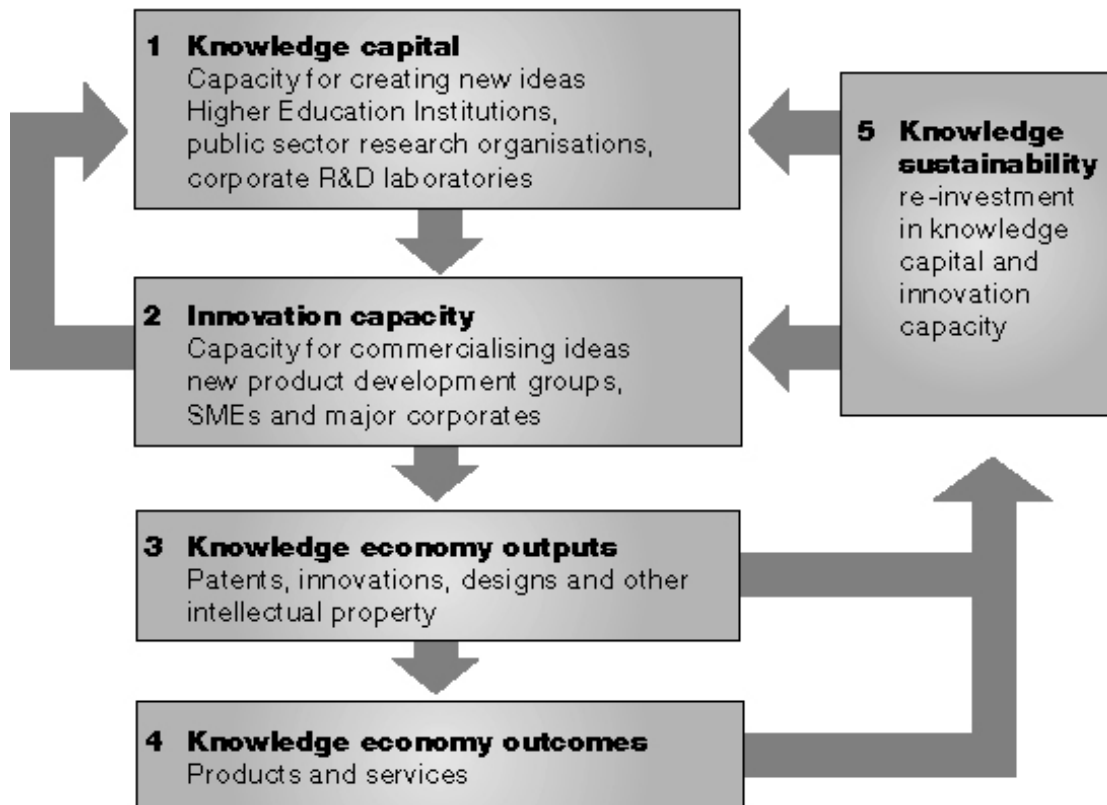 1 Knowledge capital
Capacity for creating new ideas
Higher Education Institutions,
public sector research organisations,
corporate R&D laboratories
2 Innovation capacity
Capacity for commercialising ideas
new product development groups,
SMEs and major corporates
3 Knowledge economy outputs
Patents, innovations, designs and other
intellectual property
4 Knowledge economy outcomes
Products and services
5 Knowledge
sustainability
re-investment
in knowledge
capital and
innovation
capacity